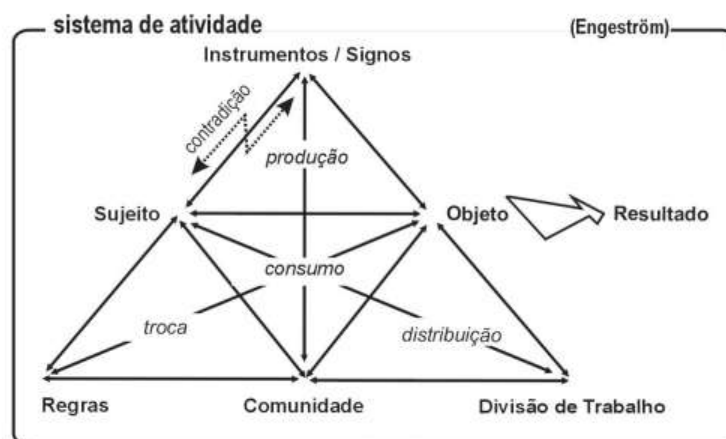 sistema de atividade (Engeström)
Instrumentos / Signos
contradição
produção
Sujeito Objeto Resultado
consumo
troca distribuição
Regras Comunidade Divisão de Trabalho